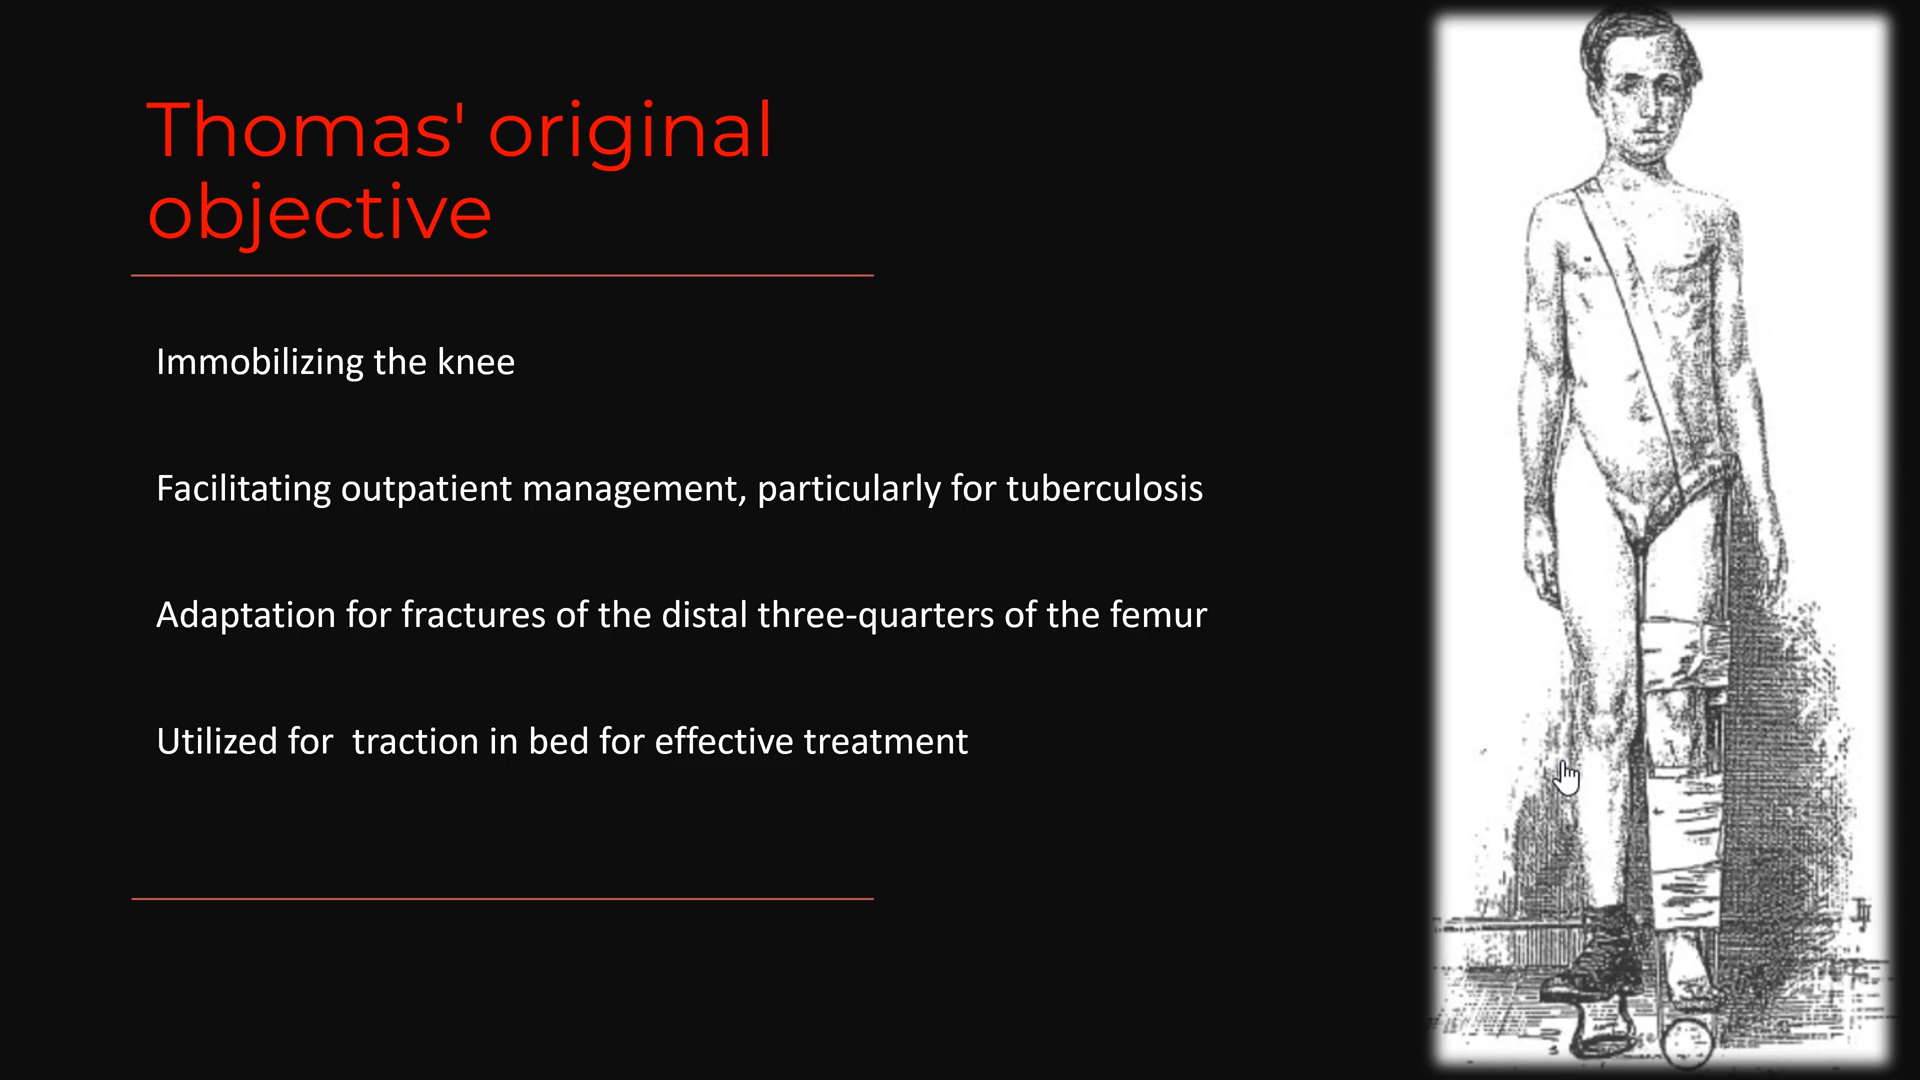 Thomas' original
objective
Immobilizing the knee
Facilitating outpatient management, particularly for tuberculosis
Adaptation for fractures of the distal three-quarters of the femur
Utilized for  traction in bed for effective treatment